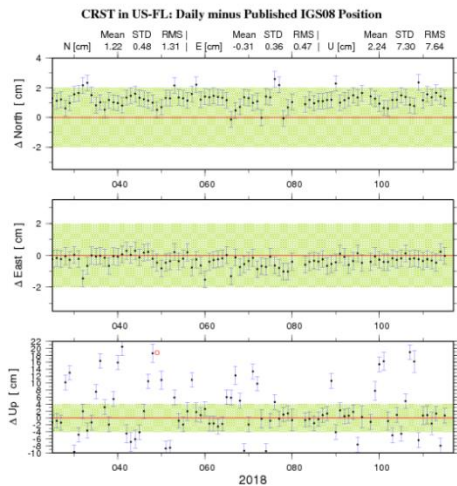 CRST in US-FL: Daily minus Published IGS08 Position
Mean STD RMS | Mean STD RMS | Mean STD RMS
N [cm] 1.22 0.48 1.31 | E [cm] -0.31 0.36 0.47 | U [cm] 2.24 7.30 7.64
Δ North [ cm ]
4
2
0
-2
040 060 080 100
Δ East [ cm ]
2
0
-2
040 060 080 100
Δ Up [ cm ]
22
20
18
16
14
12
10
8
6
4
2
0
-2
-4
-6
-8
-10
040 060 080 100
2018